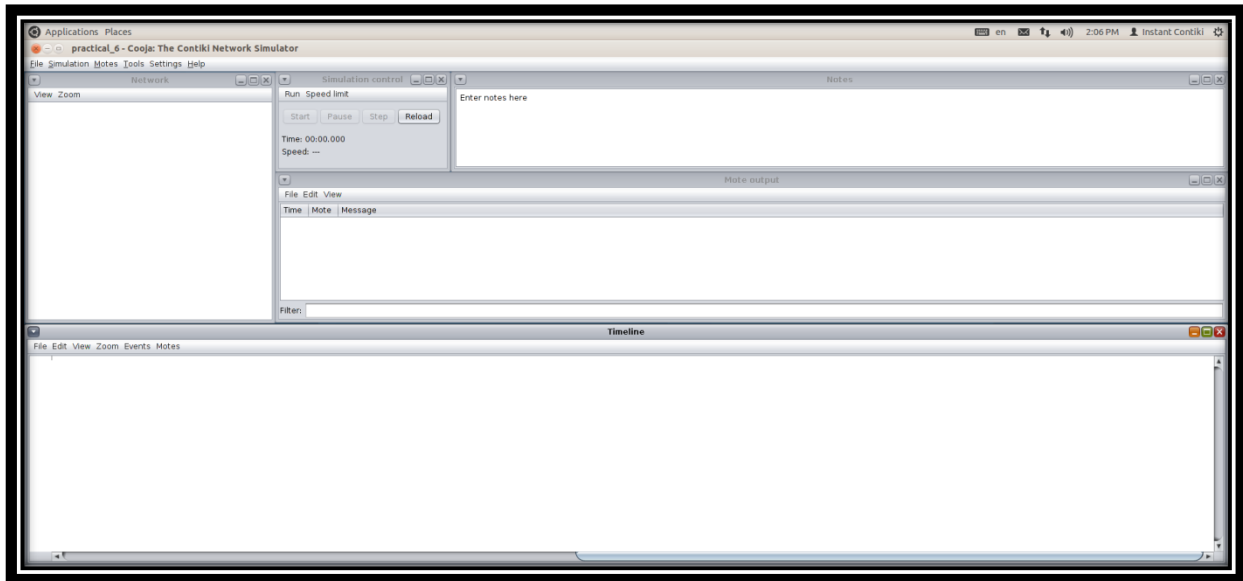 Applications Places
en 2:06 PM Instant Contiki
practical_6 - Cooja: The Contiki Network Simulator
File Simulation Motes Tools Settings Help
Network
View Zoom
Simulation control
Run Speed limit
Start Pause Step Reload
Time: 00:00.000
Speed: ---
Notes
Enter notes here
Mote output
File Edit View
Time Mote Message
Filter:
Timeline
File Edit View Zoom Events Motes